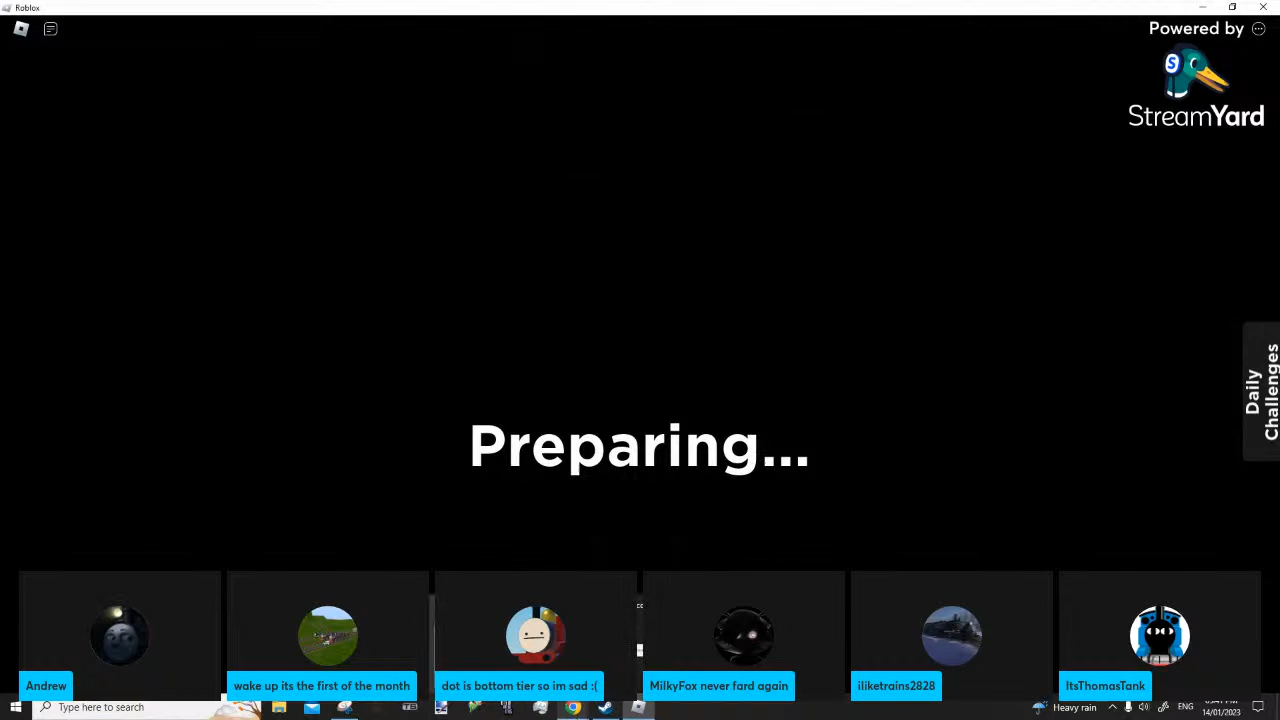 Roblox
Powered by
S
StreamYard
Daily
Challenges
Preparing...
Andrew
wake up its the first of the month
dot is bottom tier so im sad :(
MilkyFox never fard again
iliketrains2828
ItsThomasTank
Type here to search
Heavy rain
ENG
14/01/2023